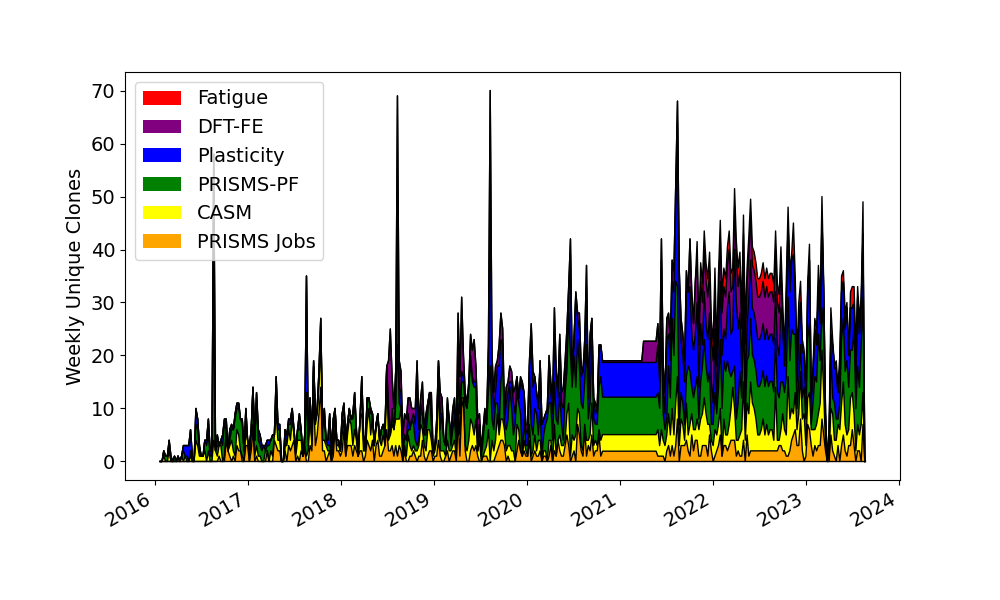 70
60
50
40
30
20
10
0
Weekly Unique Clones
Fatigue
DFT-FE
Plasticity
PRISMS-PF
CASM
PRISMS Jobs
2016
2017
2018
2019
2020
2021
2022
2023
2024